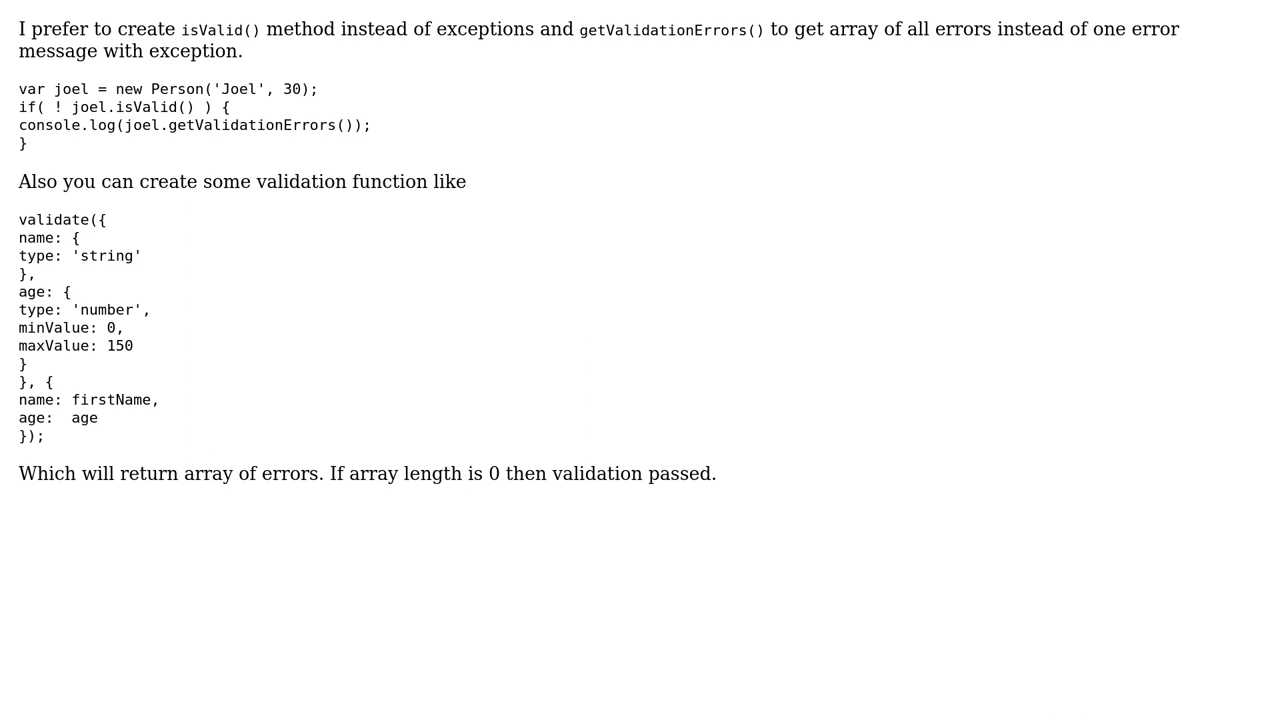 I prefer to create isValid() method instead of exceptions and getValidationErrors() to get array of all errors instead of one error
message with exception.
var joel = new Person('Joel', 30);
if( ! joel.isValid() ) {
console.log(joel.getValidationErrors());
}
Also you can create some validation function like
validate({
name: {
type: 'string'
},
age: {
type: 'number',
minValue: 0,
maxValue: 150
}
}, {
name: firstName,
age:  age
});
Which will return array of errors. If array length is 0 then validation passed.